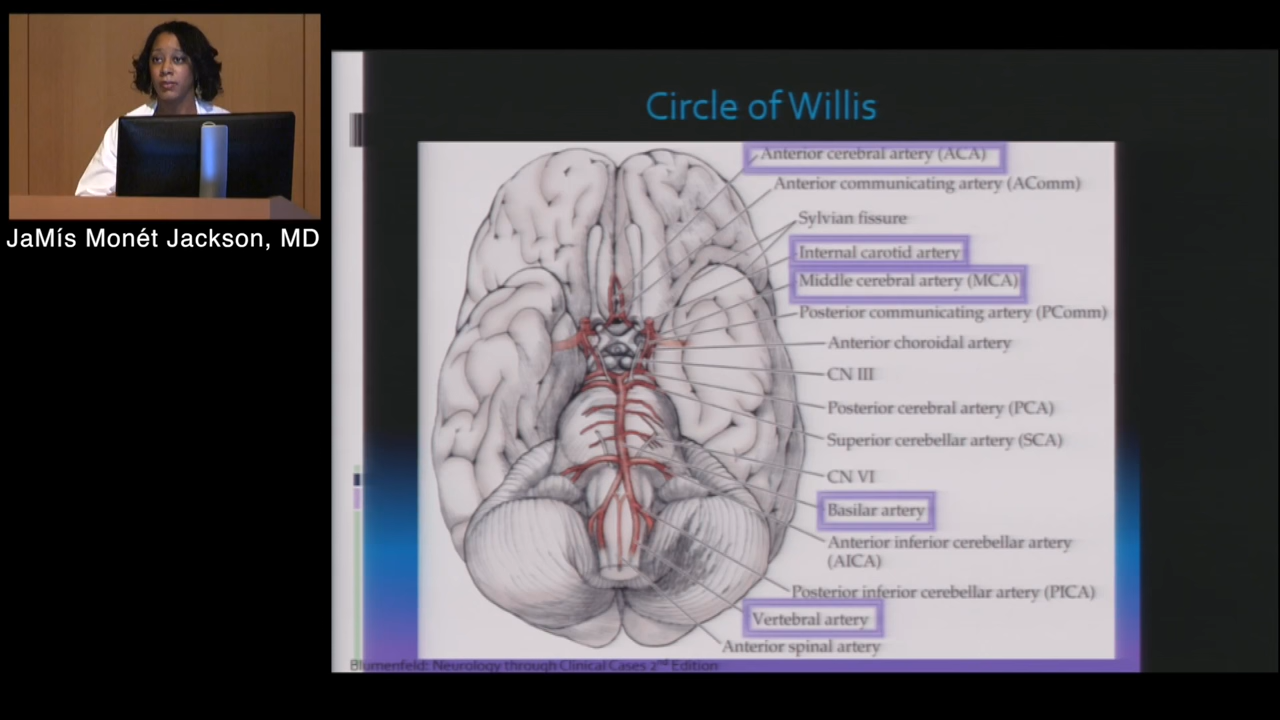 JaMís Monét Jackson, MD
Circle of Willis
Anterior cerebral artery (ACA)
Anterior communicating artery (AComm)
Sylvian fissure
Internal carotid artery
Middle cerebral artery (MCA)
Posterior communicating artery (PComm)
Anterior choroidal artery
CN III
Posterior cerebral artery (PCA)
Superior cerebellar artery (SCA)
CN VI
Basilar artery
Anterior inferior cerebellar artery
(AICA)
Posterior inferior cerebellar artery (PICA)
Vertebral artery
Anterior spinal artery
Blumenfeld: Neurology through Clinical Cases 2nd Edition